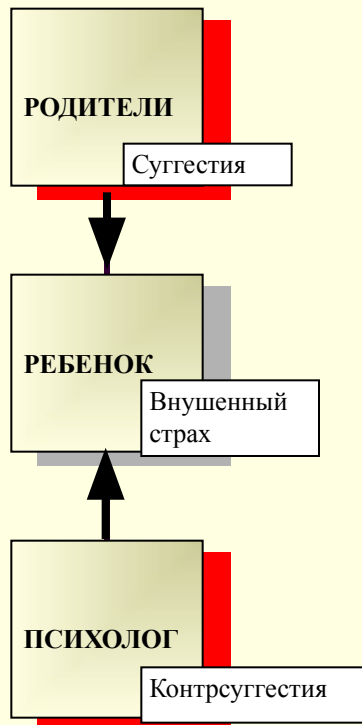 РОДИТЕЛИ
Суггестия
РЕБЕНОК
Внушенный
страх
ПСИХОЛОГ
Контрсуггестия